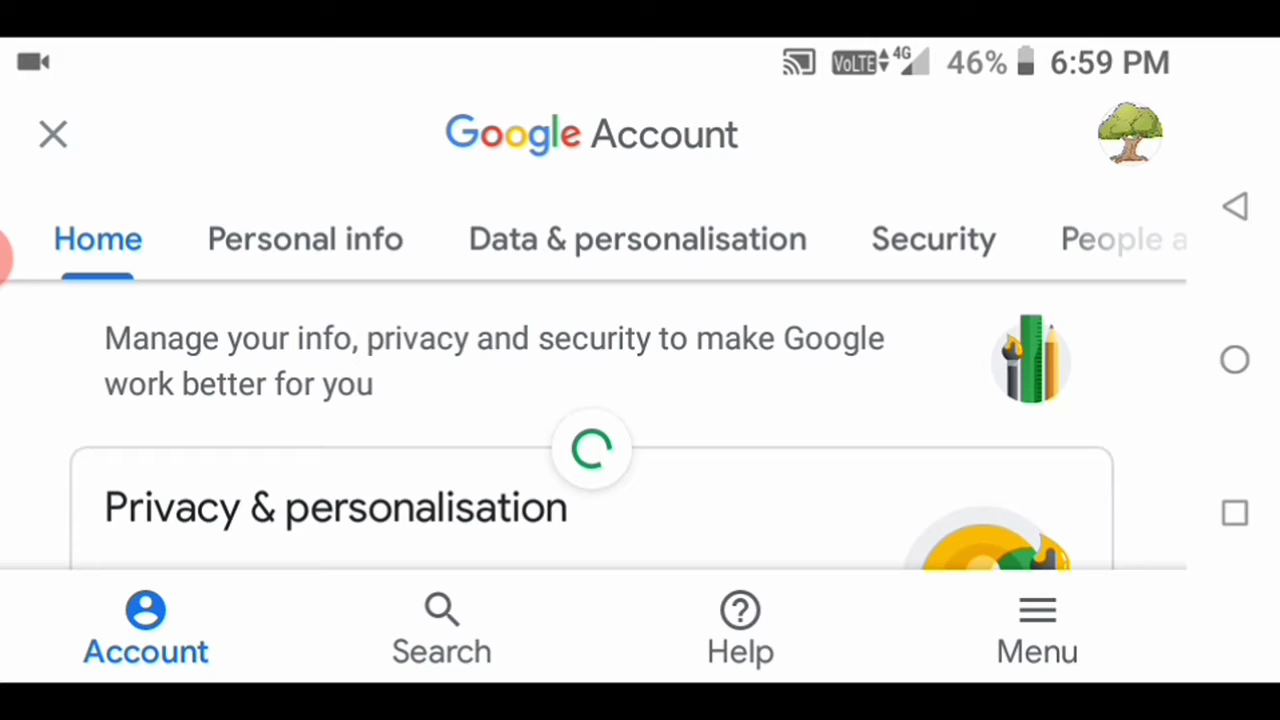 VoLTE 4G 46% 6:59 PM
Google Account
Home Personal info Data & personalisation Security People a
Manage your info, privacy and security to make Google
work better for you
Privacy & personalisation
Account Search Help Menu